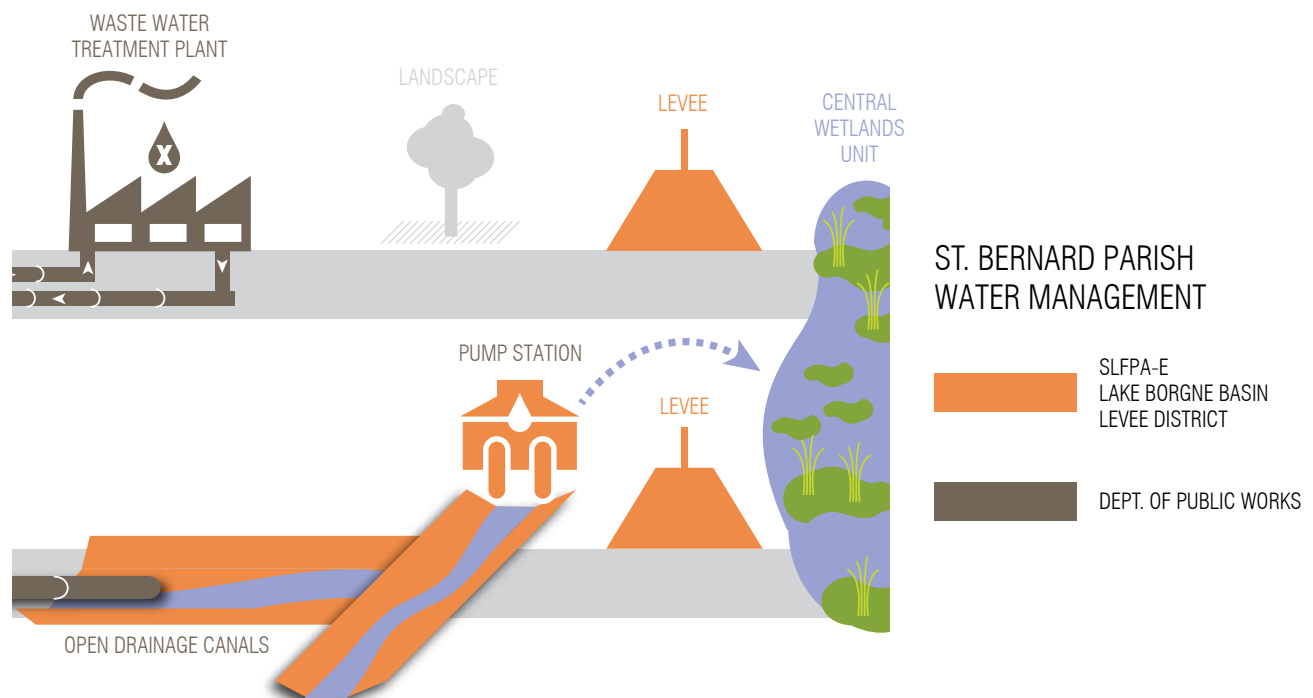 WASTE WATER
TREATMENT PLANT
X
LANDSCAPE
LEVEE
CENTRAL
WETLANDS
UNIT
ST. BERNARD PARISH
WATER MANAGEMENT
PUMP STATION
LEVEE
SLFPA-E
LAKE BORGNE BASIN
LEVEE DISTRICT
DEPT. OF PUBLIC WORKS
OPEN DRAINAGE CANALS